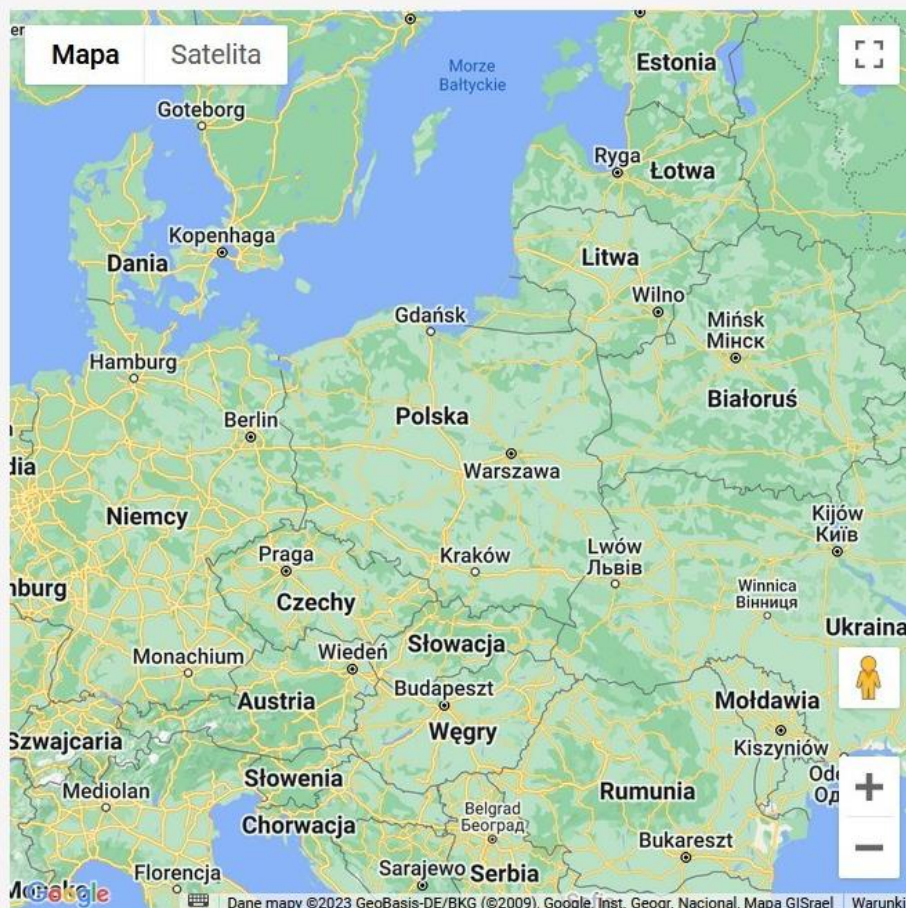 er
Mapa
Satelita
Morze
Bałtyckie
Estonia
Goteborg
Ryga
Łotwa
Kopenhaga
Dania
Litwa
Wilno
Gdańsk
Mińsk
Мінск
Hamburg
Białoruś
Berlin
Polska
Warszawa
dia
Niemcy
Kijów
Київ
Praga
Kraków
Lwów
Львів
nburg
Czechy
Winnica
Вінниця
Słowacja
Ukraina
Monachium
Wiedeń
Austria
Budapeszt
Mołdawia
Węgry
Kiszyniów
Szwajcaria
Słowenia
Mediolan
Rumunia
Chorwacja
Belgrad
Београд
Bukareszt
Florencja
Sarajewo
Serbia
Google
Dane mapy ©2023 GeoBasis-DE/BKG (©2009), Google, Inst. Geogr. Nacional, Mapa GISrael
Warunki